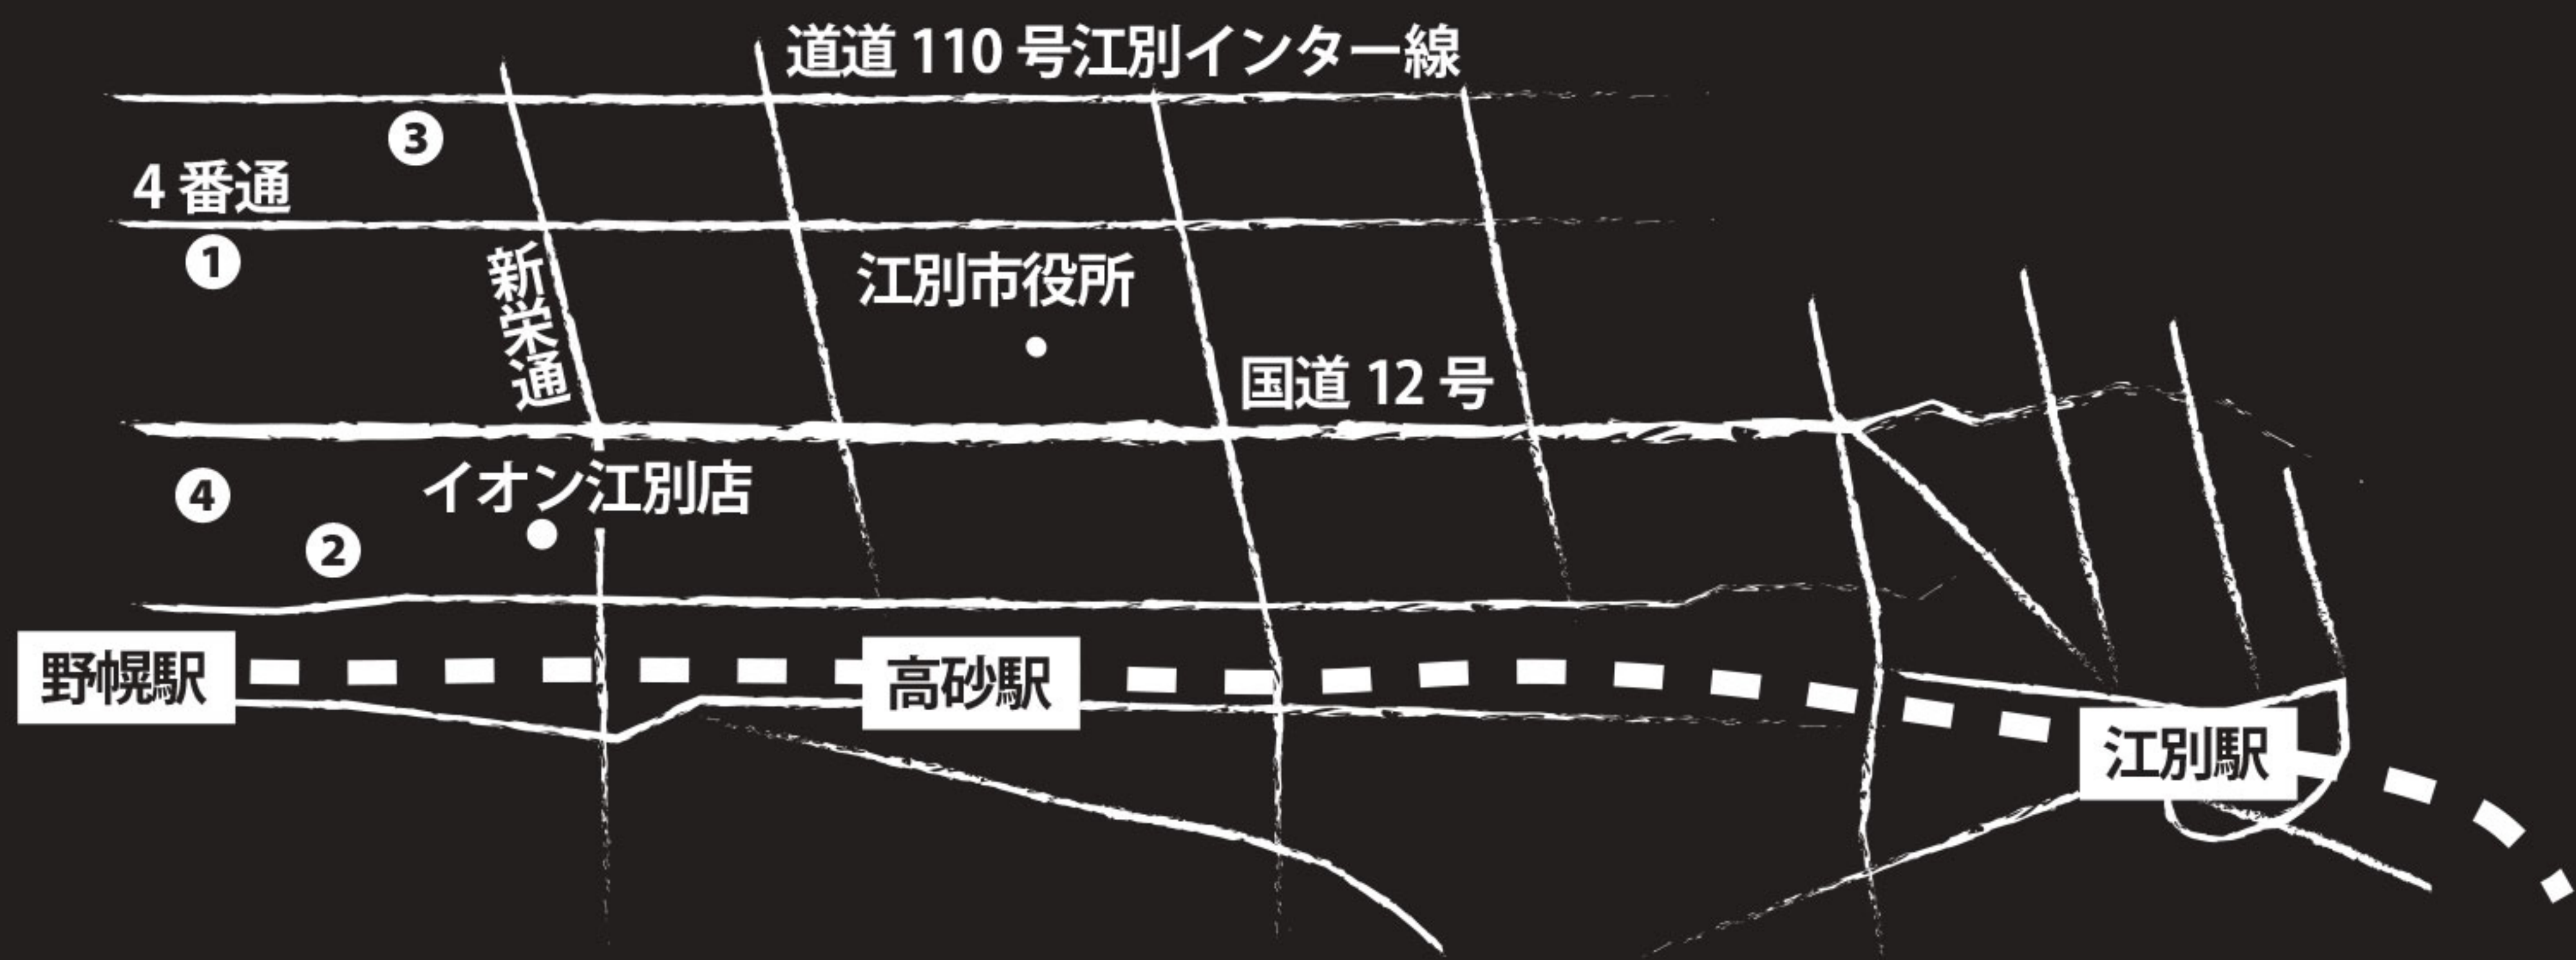 道道 110 号江別インター線
3
4 番通
1
新栄通
江別市役所
国道 12 号
イオン江別店
4
2
野幌駅
高砂駅
江別駅